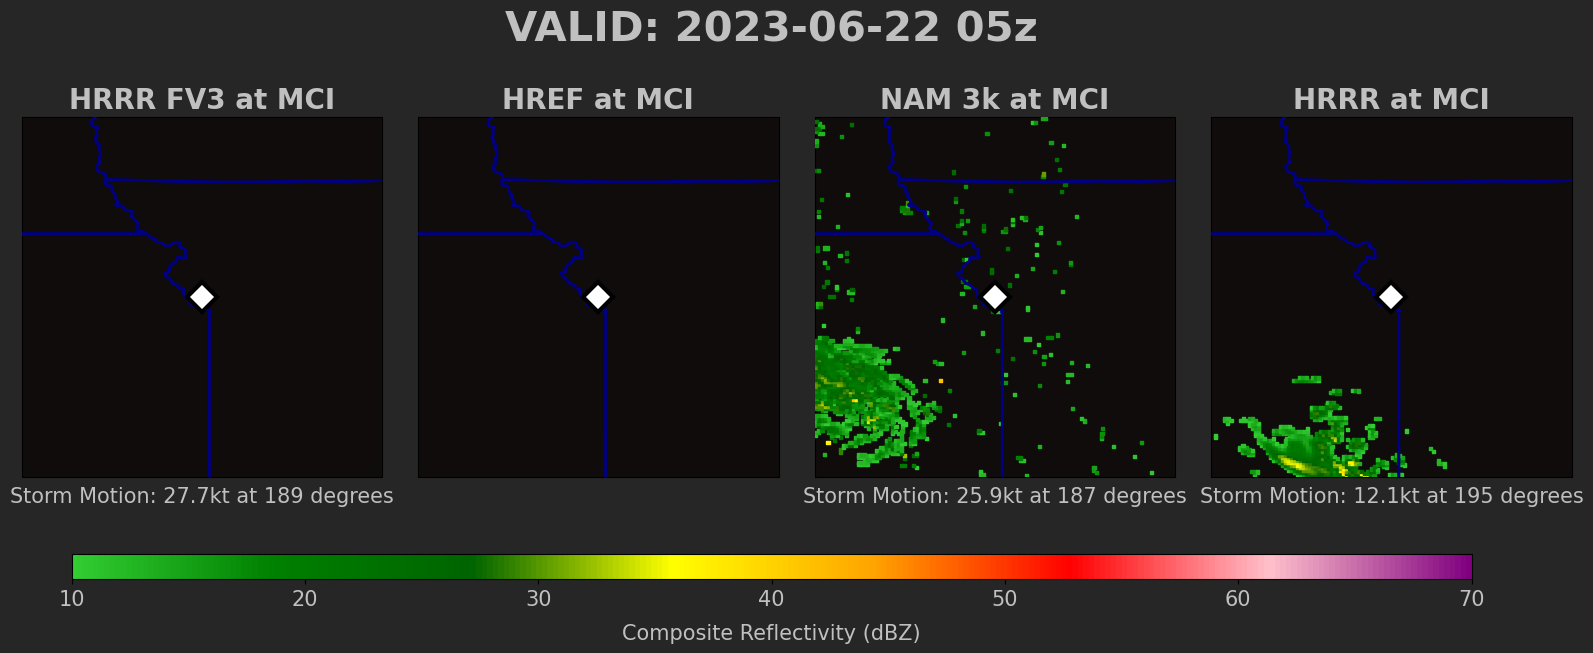 VALID: 2023-06-22 05z
HRRR FV3 at MCI
HREF at MCI
NAM 3k at MCI
HRRR at MCI
Storm Motion: 27.7kt at 189 degrees
Storm Motion: 25.9kt at 187 degrees
Storm Motion: 12.1kt at 195 degrees
10 20 30 40 50 60 70
Composite Reflectivity (dBZ)